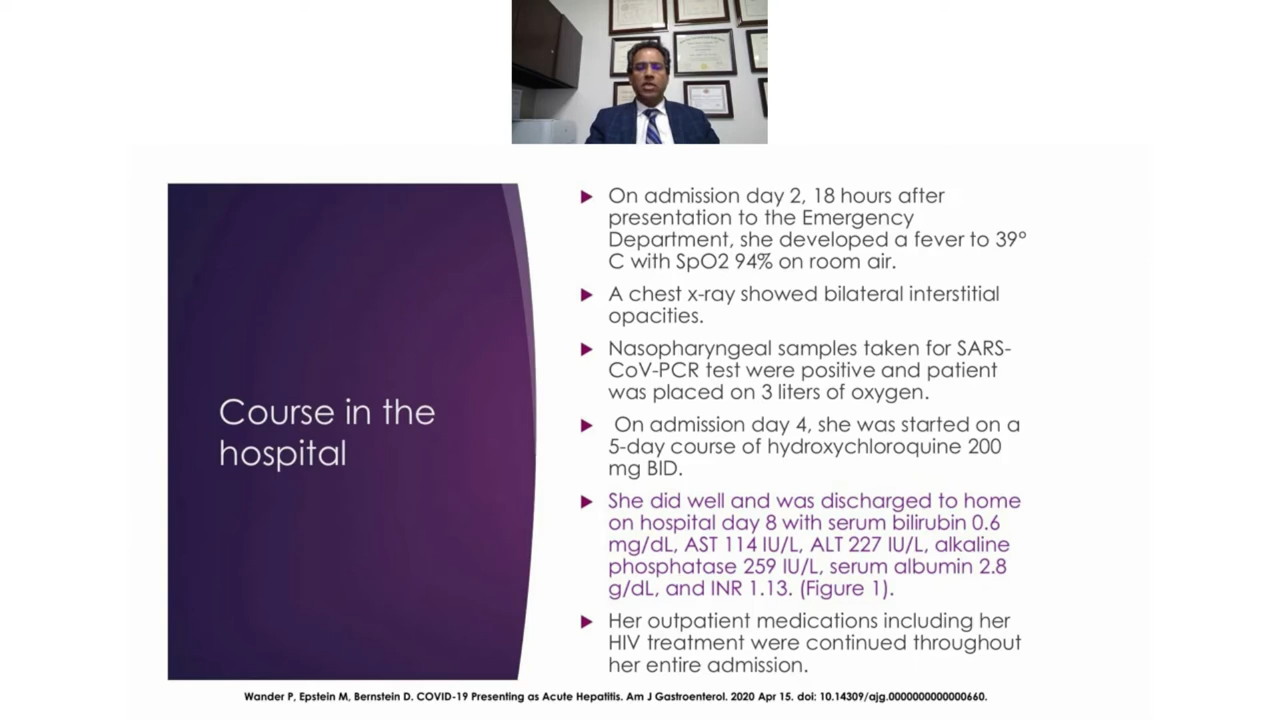 Course in the
hospital
On admission day 2, 18 hours after
presentation to the Emergency
Department, she developed a fever to 39°
C with SpO2 94% on room air.
A chest x-ray showed bilateral interstitial
opacities.
Nasopharyngeal samples taken for SARS-
CoV-PCR test were positive and patient
was placed on 3 liters of oxygen.
On admission day 4, she was started on a
5-day course of hydroxychloroquine 200
mg BID.
She did well and was discharged to home
on hospital day 8 with serum bilirubin 0.6
mg/dL, AST 114 IU/L, ALT 227 IU/L, alkaline
phosphatase 259 IU/L, serum albumin 2.8
g/dL, and INR 1.13. (Figure 1).
Her outpatient medications including her
HIV treatment were continued throughout
her entire admission.
Wander P, Epstein M, Bernstein D. COVID-19 Presenting as Acute Hepatitis. Am J Gastroenterol. 2020 Apr 15. doi: 10.14309/ajg.0000000000000660.